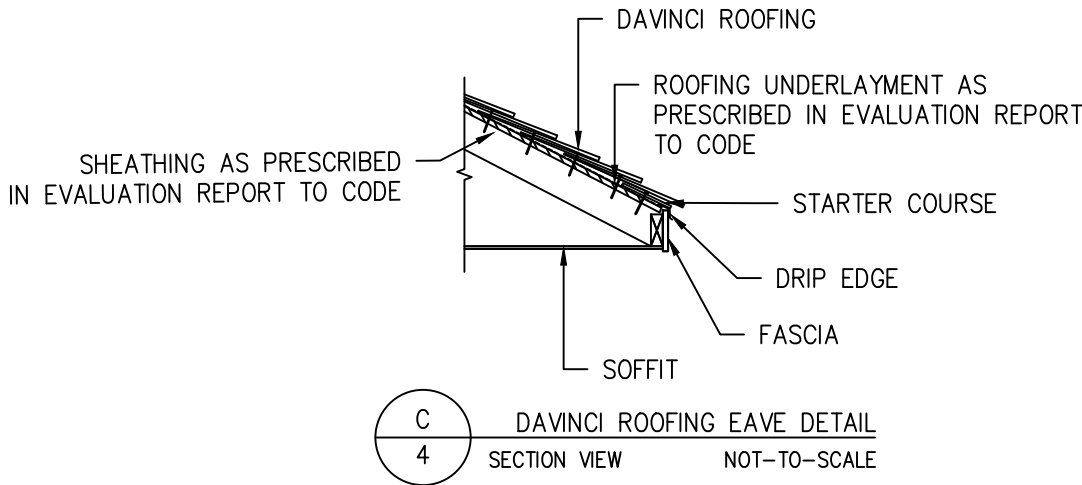 DAVINCI ROOFING
ROOFING UNDERLAYMENT AS
PRESCRIBED IN EVALUATION REPORT
TO CODE
SHEATHING AS PRESCRIBED
IN EVALUATION REPORT TO CODE
STARTER COURSE
DRIP EDGE
FASCIA
SOFFIT
C
4
DAVINCI ROOFING EAVE DETAIL
SECTION VIEW NOT-TO-SCALE